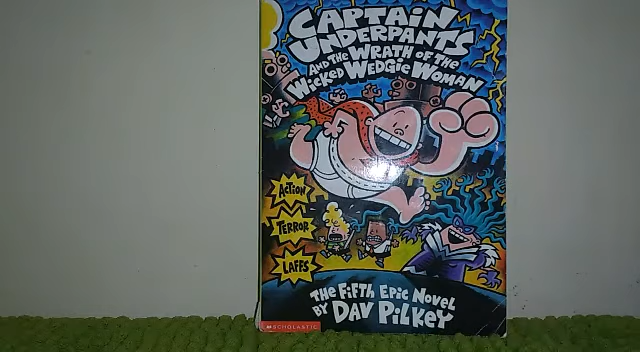 CAPTAIN
UNDERPANTS
AND THE WRATH OF THE
WICKED WEDGIE WOMAN
ACTION
TERROR
LAFFS
THE FIFTH EPIC NOVEL
BY DAV PILKEY
SCHOLASTIC